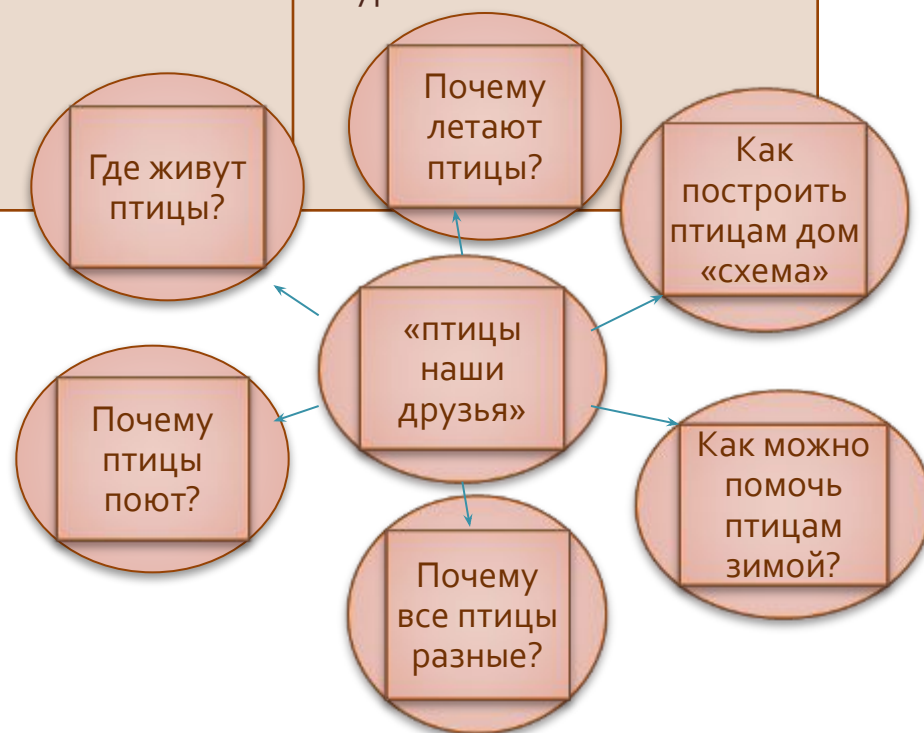 Почему
летают
птицы?
Где живут
птицы?
Как
построить
птицам дом
«схема»
«птицы
наши
друзья»
Почему
птицы
поют?
Как можно
помочь
птицам
зимой?
Почему
все птицы
разные?